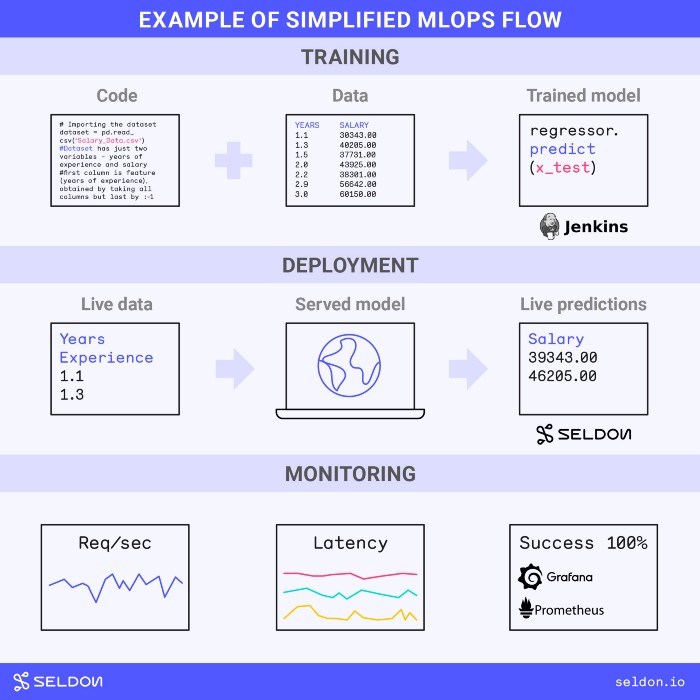 EXAMPLE OF SIMPLIFIED MLOPS FLOW
TRAINING
Code
# Importing the dataset
dataset = pd.read_
csv('Salary_Data.csv')
#Dataset has just two
variables - years of
experience and salary
#first column is feature
(years of experience),
obtained by taking all
columns but last by :-1
Data
YEARS SALARY
1.1 30343.00
1.3 40205.00
1.5 37731.00
2.0 43925.00
2.2 38301.00
2.9 56642.00
3.0 60150.00
Trained model
regressor.
predict
(x_test)
Jenkins
DEPLOYMENT
Live data
Years
Experience
1.1
1.3
Served model
Live predictions
Salary
39343.00
46205.00
SELDON
MONITORING
Req/sec
Latency
Success 100%
Grafana
Prometheus
SELDON
seldon.io